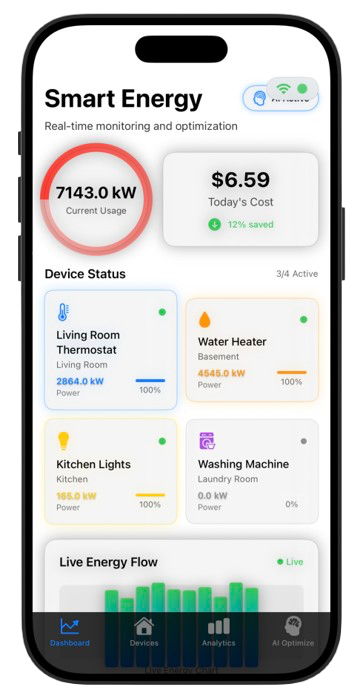 Smart Energy
AI Active
Real-time monitoring and optimization
7143.0 kW
Current Usage
$6.59
Today's Cost
12% saved
Device Status
3/4 Active
Living Room
Thermostat
Living Room
2864.0 kW
Power
100%
Water Heater
Basement
4545.0 kW
Power
100%
Kitchen Lights
Kitchen
165.0 kW
Power
100%
Washing Machine
Laundry Room
0.0 kW
Power
0%
Live Energy Flow
Live
Live Energy Chart
Dashboard
Devices
Analytics
AI Optimize